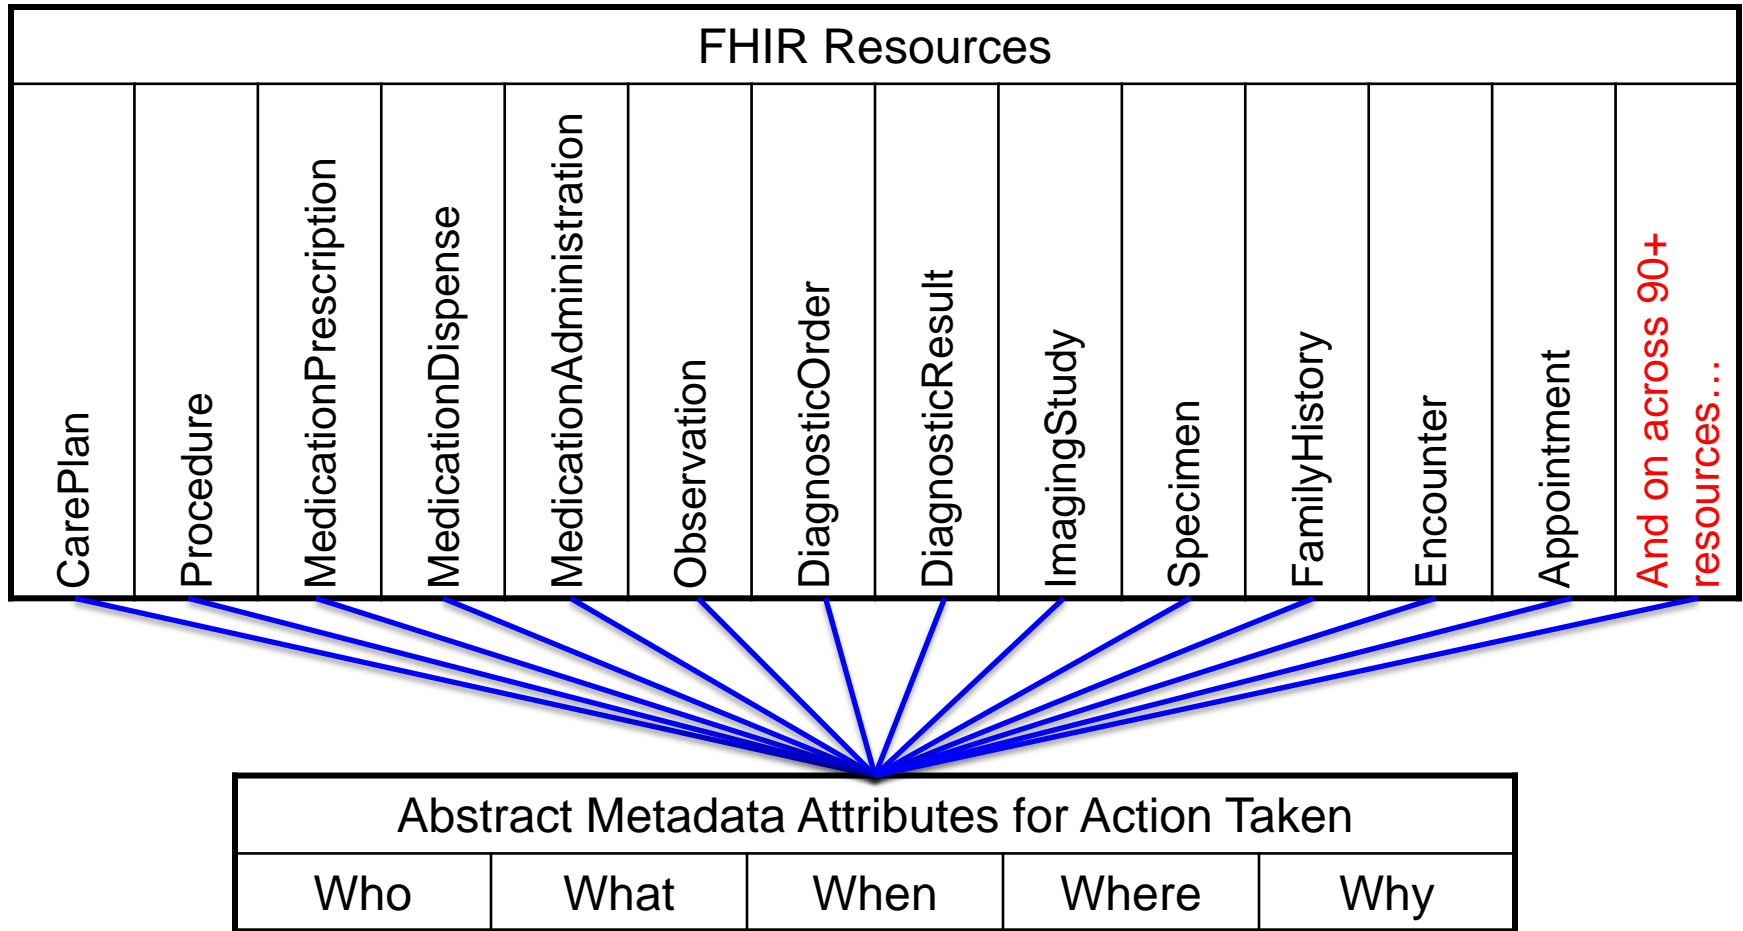 FHIR Resources
CarePlan
Procedure
MedicationPrescription
MedicationDispense
MedicationAdministration
Observation
DiagnosticOrder
DiagnosticResult
ImagingStudy
Specimen
FamilyHistory
Encounter
Appointment
And on across 90+
resources…
Abstract Metadata Attributes for Action Taken
Who
What
When
Where
Why